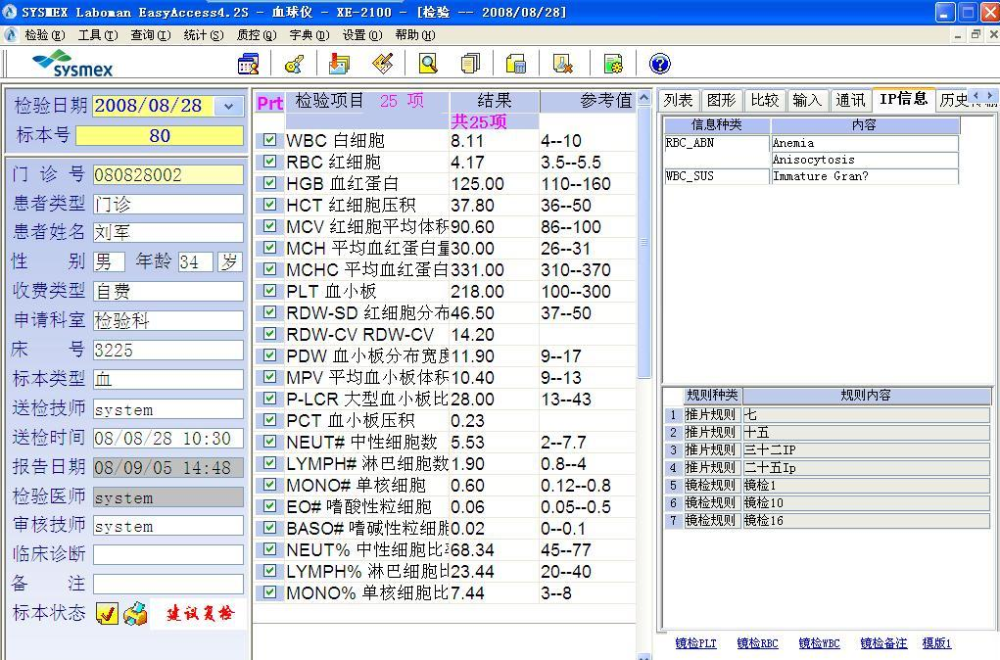 SYSMEX Laboman EasyAccess4.2S - 血球仪 - XE-2100 - [检验 -- 2008/08/28]
检验(E) 工具(T) 查询(I) 统计(S) 质控(Q) 字典(D) 设置(O) 帮助(H)
sysmex
检验日期 2008/08/28
标本号 80
门诊号 080828002
患者类型 门诊
患者姓名 刘军
性别 男 年龄 34 岁
收费类型 自费
申请科室 检验科
床号 3225
标本类型 血
送检技师 system
送检时间 08/08/28 10:30
报告日期 08/09/05 14:48
检验医师 system
审核技师 system
临床诊断
备注
标本状态 建议复检
Prt 检验项目 25 项 结果 参考值
共25项
WBC 白细胞 8.11 4--10
RBC 红细胞 4.17 3.5--5.5
HGB 血红蛋白 125.00 110--160
HCT 红细胞压积 37.80 36--50
MCV 红细胞平均体积 90.60 86--100
MCH 平均血红蛋白量 30.00 26--31
MCHC 平均血红蛋白 331.00 310--370
PLT 血小板 218.00 100--300
RDW-SD 红细胞分布 46.50 37--50
RDW-CV RDW-CV 14.20
PDW 血小板分布宽度 11.90 9--17
MPV 平均血小板体积 10.40 9--13
P-LCR 大型血小板比 28.00 13--43
PCT 血小板压积 0.23
NEUT# 中性细胞数 5.53 2--7.7
LYMPH# 淋巴细胞数 1.90 0.8--4
MONO# 单核细胞 0.60 0.12--0.8
EO# 嗜酸性粒细胞 0.06 0.05--0.5
BASO# 嗜碱性粒细胞 0.02 0--0.1
NEUT% 中性细胞比率 68.34 45--77
LYMPH% 淋巴细胞比 23.44 20--40
MONO% 单核细胞比 7.44 3--8
列表 图形 比较 输入 通讯 IP信息 历史
信息种类 内容
RBC_ABN Anemia
Anisocytosis
WBC_SUS Immature Gran?
规则种类 规则内容
1 推片规则 七
2 推片规则 十五
3 推片规则 三十二IP
4 推片规则 二十五Ip
5 镜检规则 镜检1
6 镜检规则 镜检10
7 镜检规则 镜检16
镜检PLT 镜检RBC 镜检WBC 镜检备注 模版1